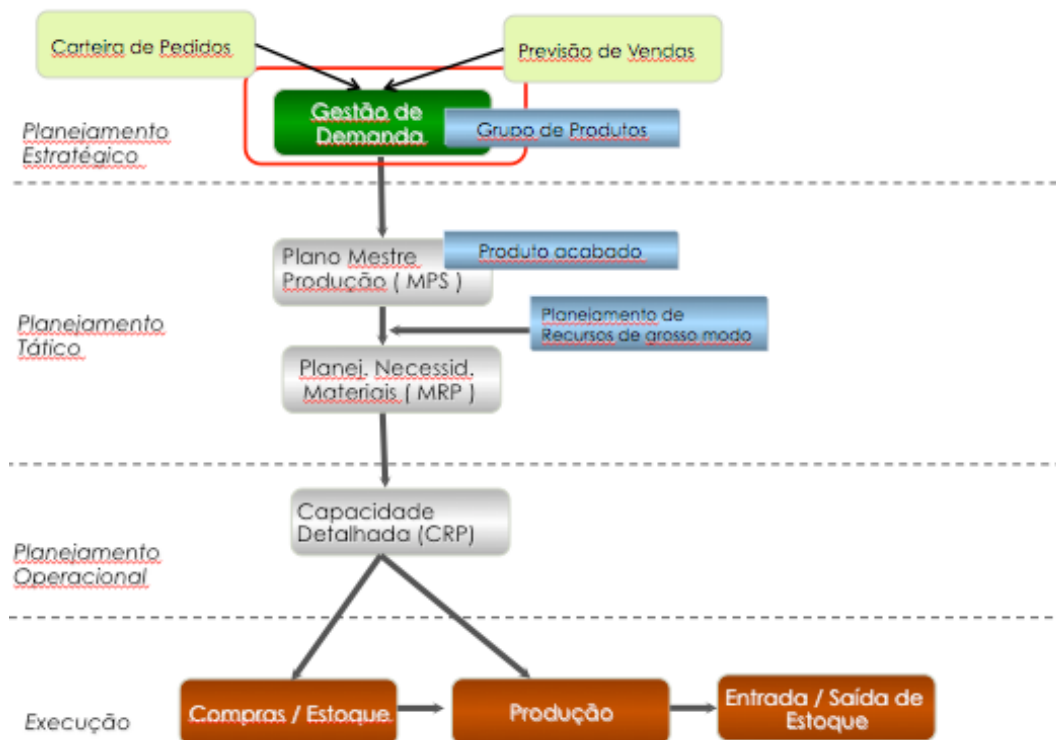 Carteira de Pedidos
Previsão de Vendas
Gestão de
Demanda
Grupo de Produtos
Planejamento
Estratégico
Plano Mestre
Produção ( MPS )
Produto acabado
Planejamento
Tático
Planejamento de
Recursos de grosso modo
Planej. Necessid.
Materiais ( MRP )
Capacidade
Detalhada (CRP)
Planejamento
Operacional
Execução
Compras / Estoque
Produção
Entrada / Saída de
Estoque